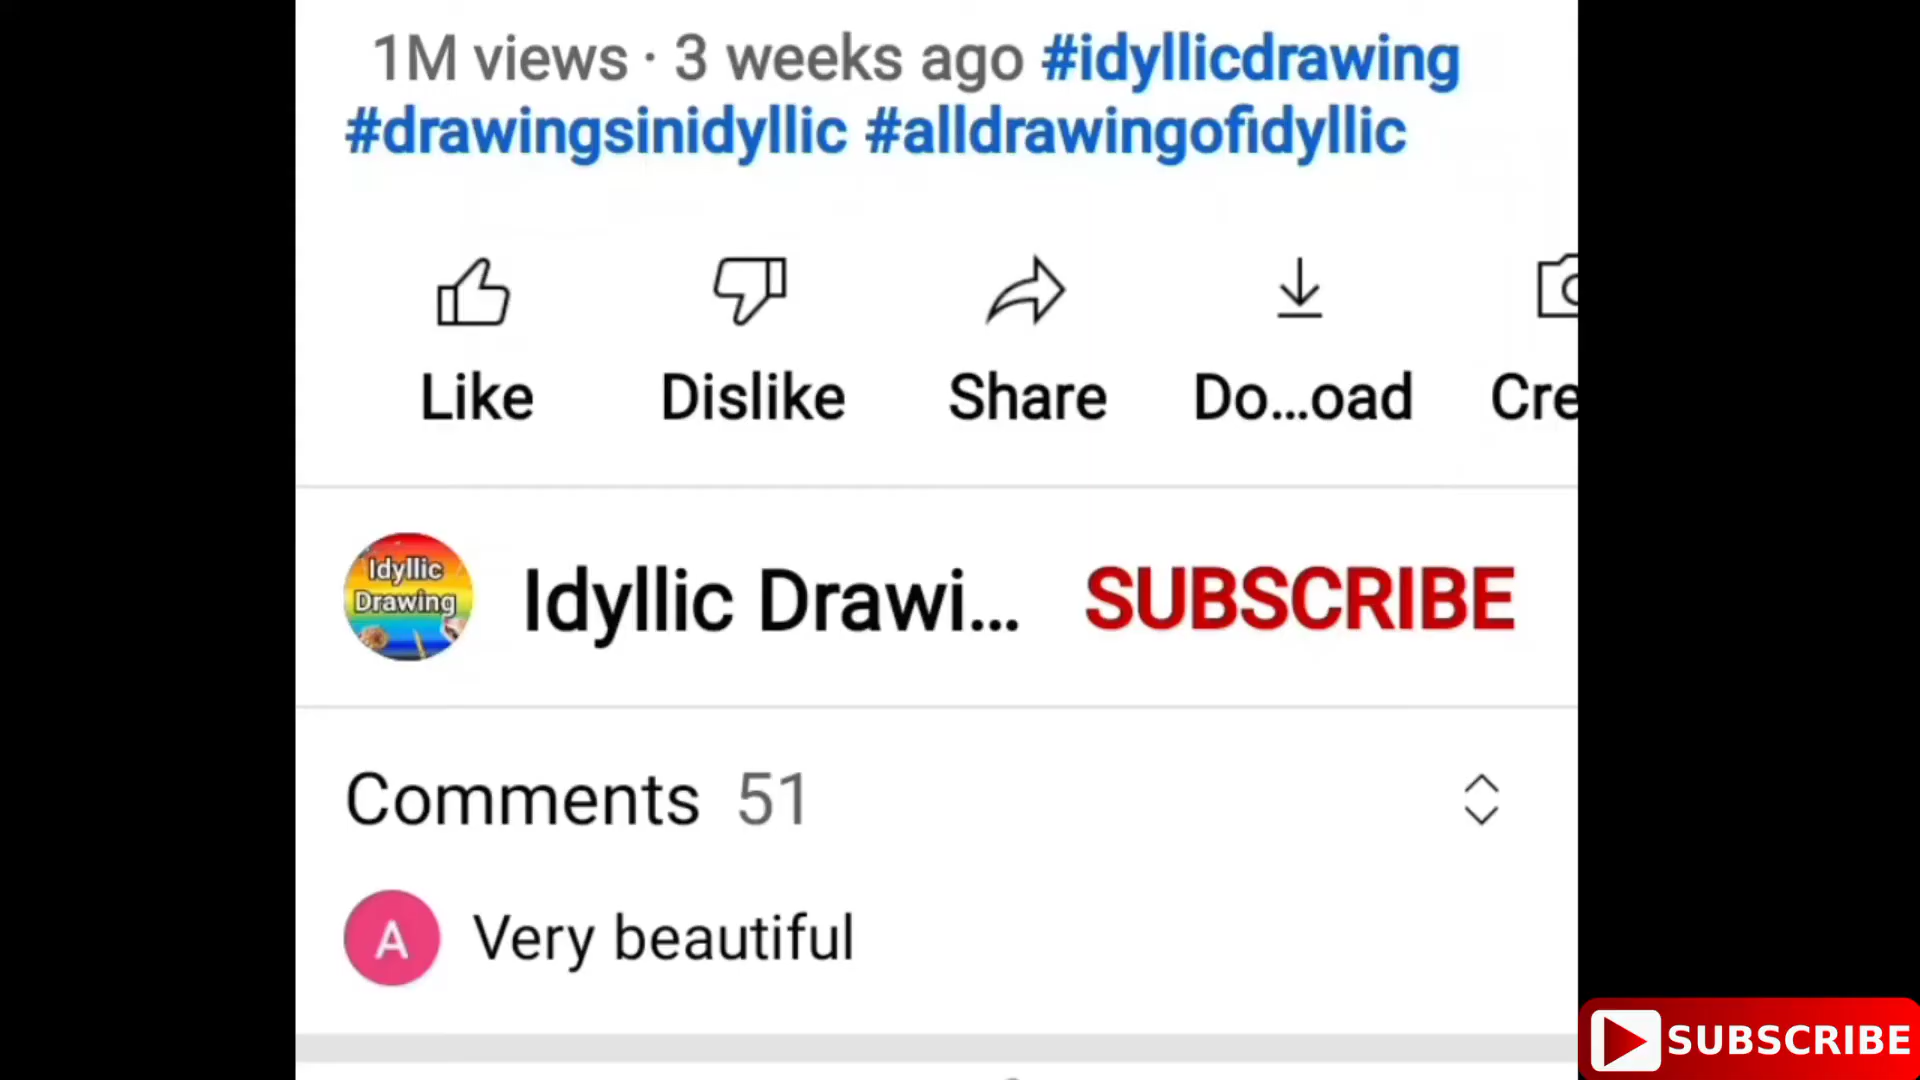 1M views · 3 weeks ago #idyllicdrawing
#drawingsinidyllic #alldrawingofidyllic
Like Dislike Share Do...oad Cre
Idyllic
Drawing
Idyllic Drawi... SUBSCRIBE
Comments 51
A Very beautiful
SUBSCRIBE